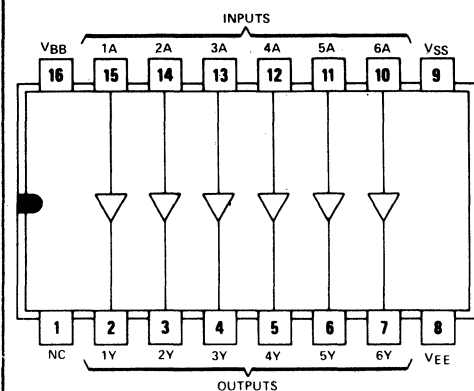 INPUTS
VBB 1A 2A 3A 4A 5A 6A VSS
16 15 14 13 12 11 10 9
1 2 3 4 5 6 7 8
NC 1Y 2Y 3Y 4Y 5Y 6Y VEE
OUTPUTS